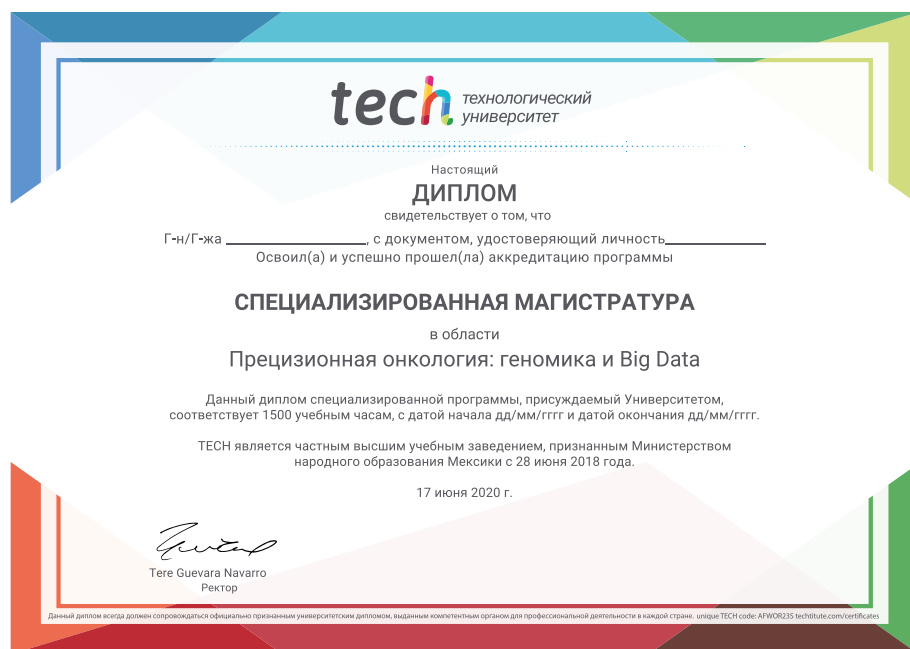 tech технологический
университет
Настоящий
ДИПЛОМ
свидетельствует о том, что
Г-н/Г-жа ______________, с документом, удостоверяющий личность__________
Освоил(а) и успешно прошел(ла) аккредитацию программы
СПЕЦИАЛИЗИРОВАННАЯ МАГИСТРАТУРА
в области
Прецизионная онкология: геномика и Big Data
Данный диплом специализированной программы, присуждаемый Университетом,
соответствует 1500 учебным часам, с датой начала дд/мм/гггг и датой окончания дд/мм/гггг.
TECH является частным высшим учебным заведением, признанным Министерством
народного образования Мексики с 28 июня 2018 года.
17 июня 2020 г.
Tere Guevara Navarro
Ректор
Данный диплом всегда должен сопровождаться официально признанным университетским дипломом, выданным компетентным органом для профессиональной деятельности в каждой стране. unique TECH code: AFWOR23S techtitute.com/certificates